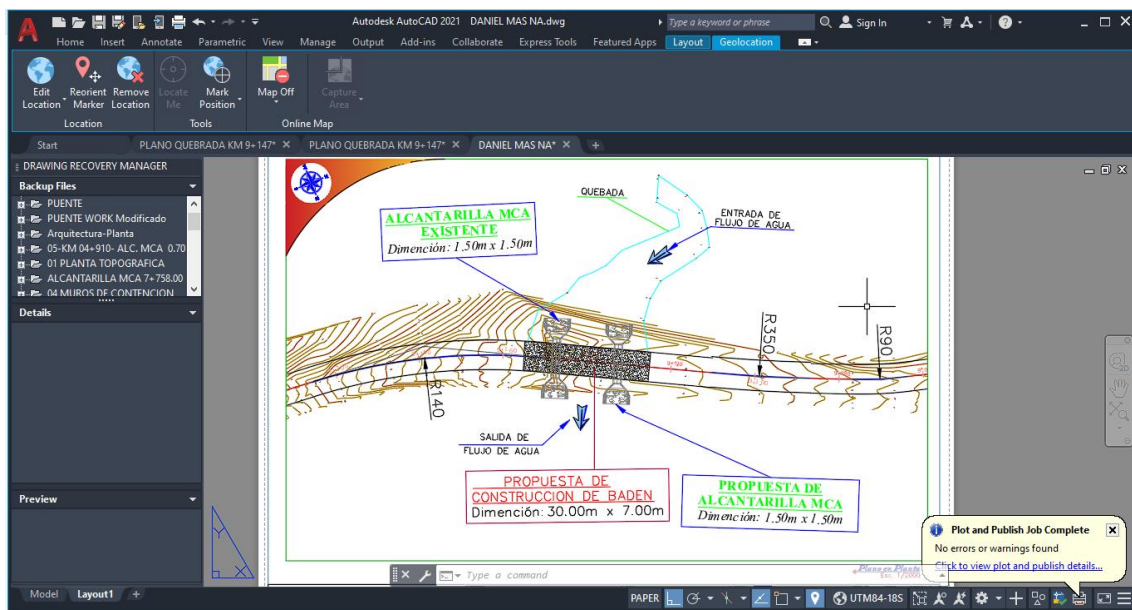 Autodesk AutoCAD 2021 DANIEL MAS NA.dwg
Type a keyword or phrase
Sign In
Home Insert Annotate Parametric View Manage Output Add-ins Collaborate Express Tools Featured Apps Layout Geolocation
Edit Location
Reorient Marker
Remove Location
Locate Me
Mark Position
Map Off
Capture Area
Location Tools Online Map
Start
PLANO QUEBRADA KM 9+147*
PLANO QUEBRADA KM 9+147*
DANIEL MAS NA*
DRAWING RECOVERY MANAGER
Backup Files
PUENTE
PUENTE WORK Modificado
Arquitectura-Planta
05-KM 04+910- ALC. MCA 0.70
01 PLANTA TOPOGRAFICA
ALCANTARILLA MCA 7+758.00
04 MUROS DE CONTENCION
Details
Preview
QUEBADA
ENTRADA DE
FLUJO DE AGUA
ALCANTARILLA MCA
EXISTENTE
Dimención: 1.50m x 1.50m
R350
R90
R140
SALIDA DE
FLUJO DE AGUA
PROPUESTA DE
CONSTRUCCION DE BADEN
Dimención: 30.00m x 7.00m
PROPUESTA DE
ALCANTARILLA MCA
Dimención: 1.50m x 1.50m
Y
X
Plot and Publish Job Complete
No errors or warnings found
Click to view plot and publish details...
Type a command
Model Layout1
PAPER
UTM84-18S